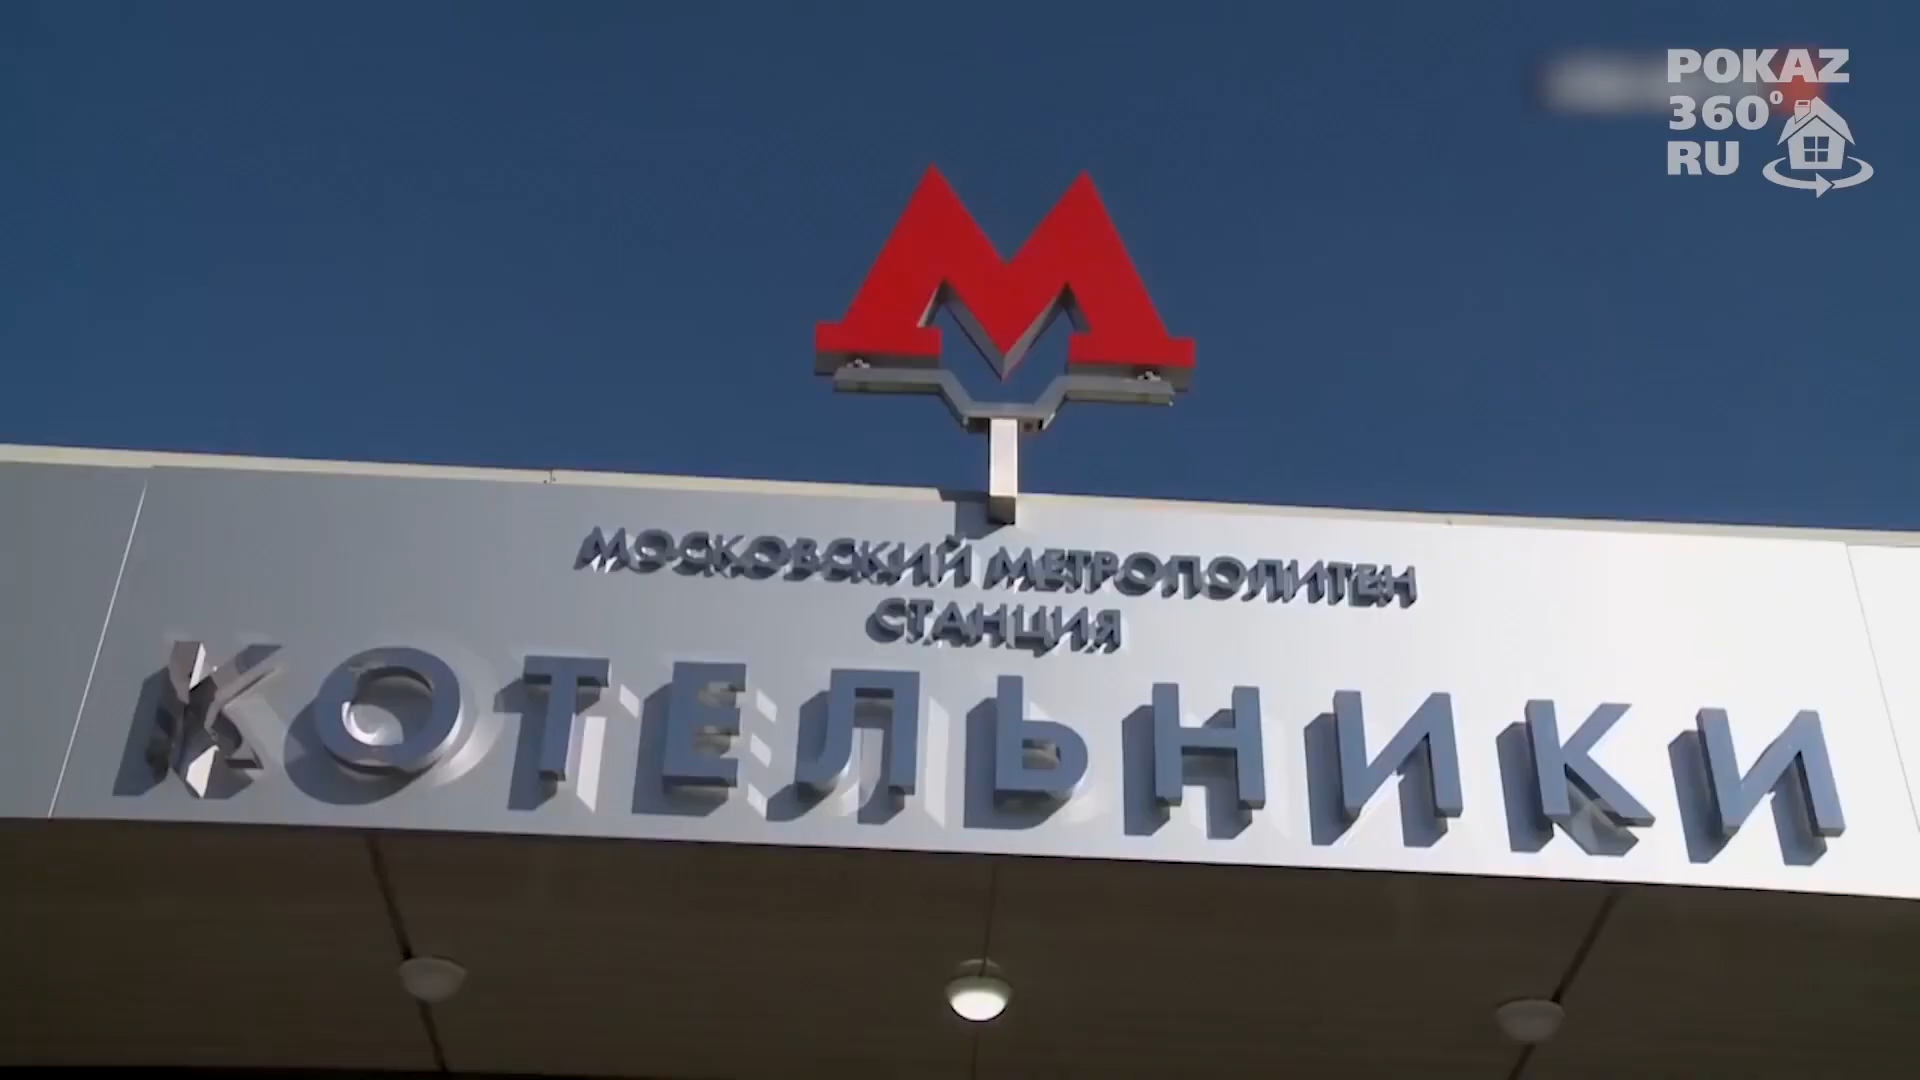 POKAZ
360°
RU
М
МОСКОВСКИЙ МЕТРОПОЛИТЕН
СТАНЦИЯ
КОТЕЛЬНИКИ